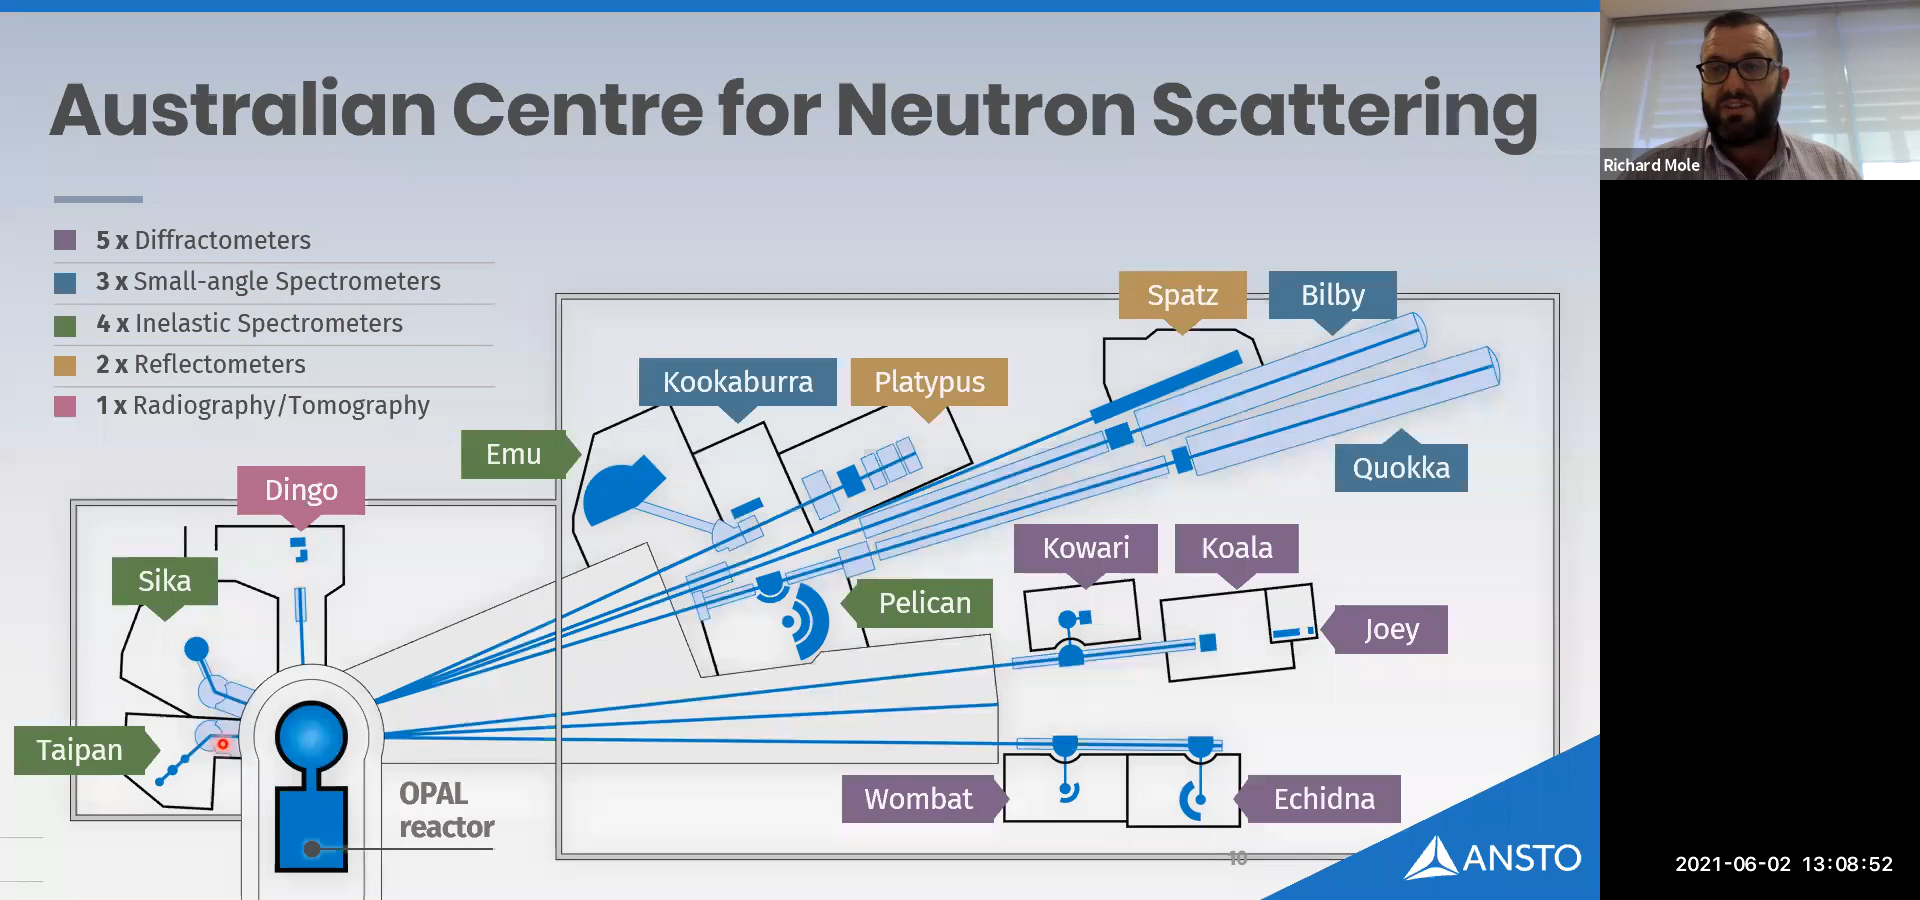 Australian Centre for Neutron Scattering
5 x Diffractometers
3 x Small-angle Spectrometers
4 x Inelastic Spectrometers
2 x Reflectometers
1 x Radiography/Tomography
Richard Mole
Spatz
Bilby
Kookaburra
Platypus
Emu
Quokka
Dingo
Sika
Kowari
Koala
Pelican
Joey
Taipan
OPAL
reactor
Wombat
Echidna
10
ANSTO
2021-06-02 13:08:52